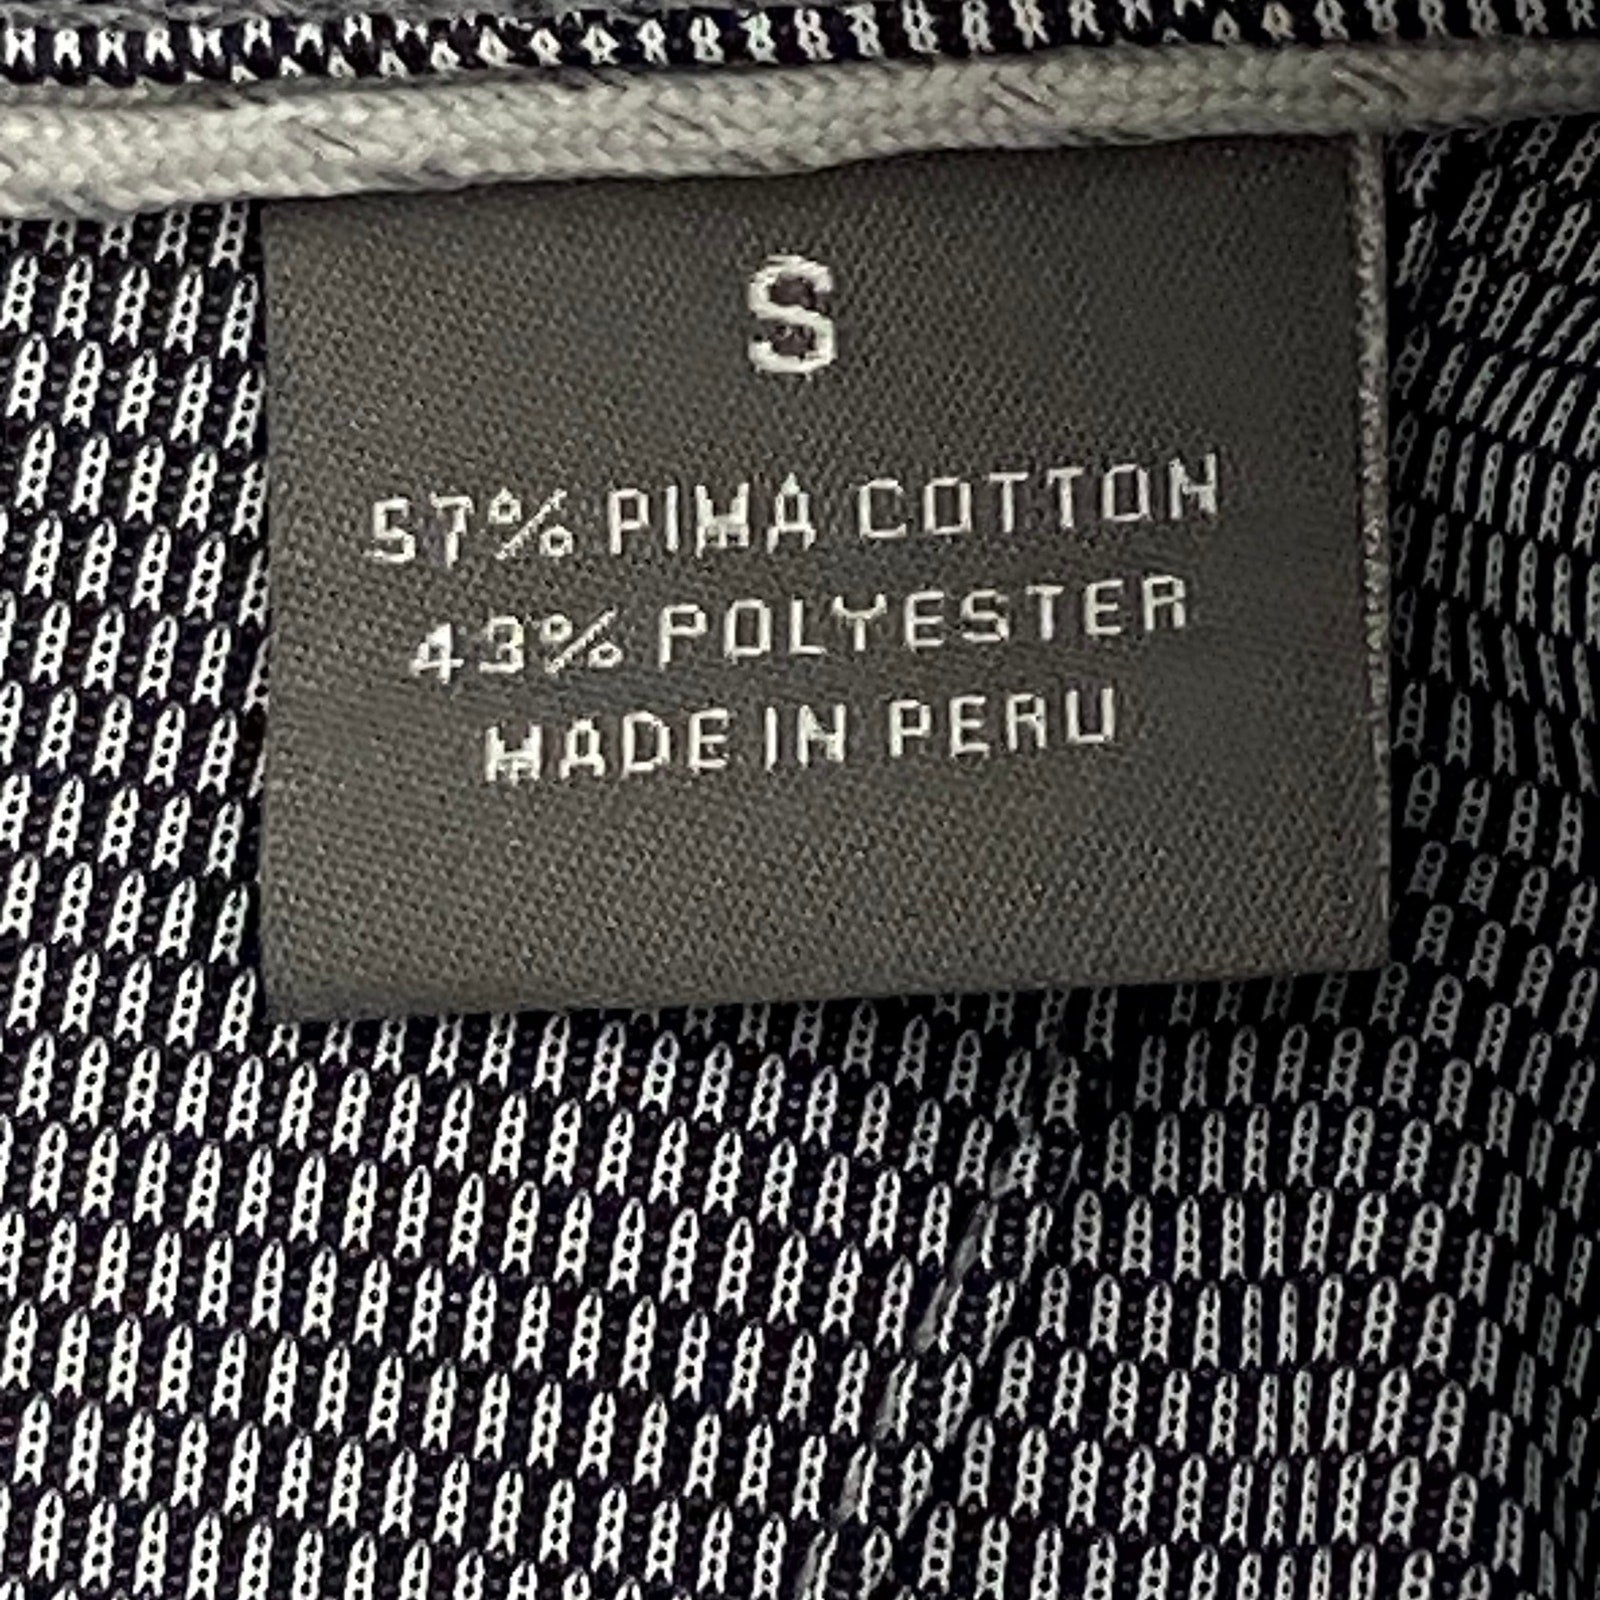 S
57% PIMA COTTON
43% POLYESTER
MADE IN PERU